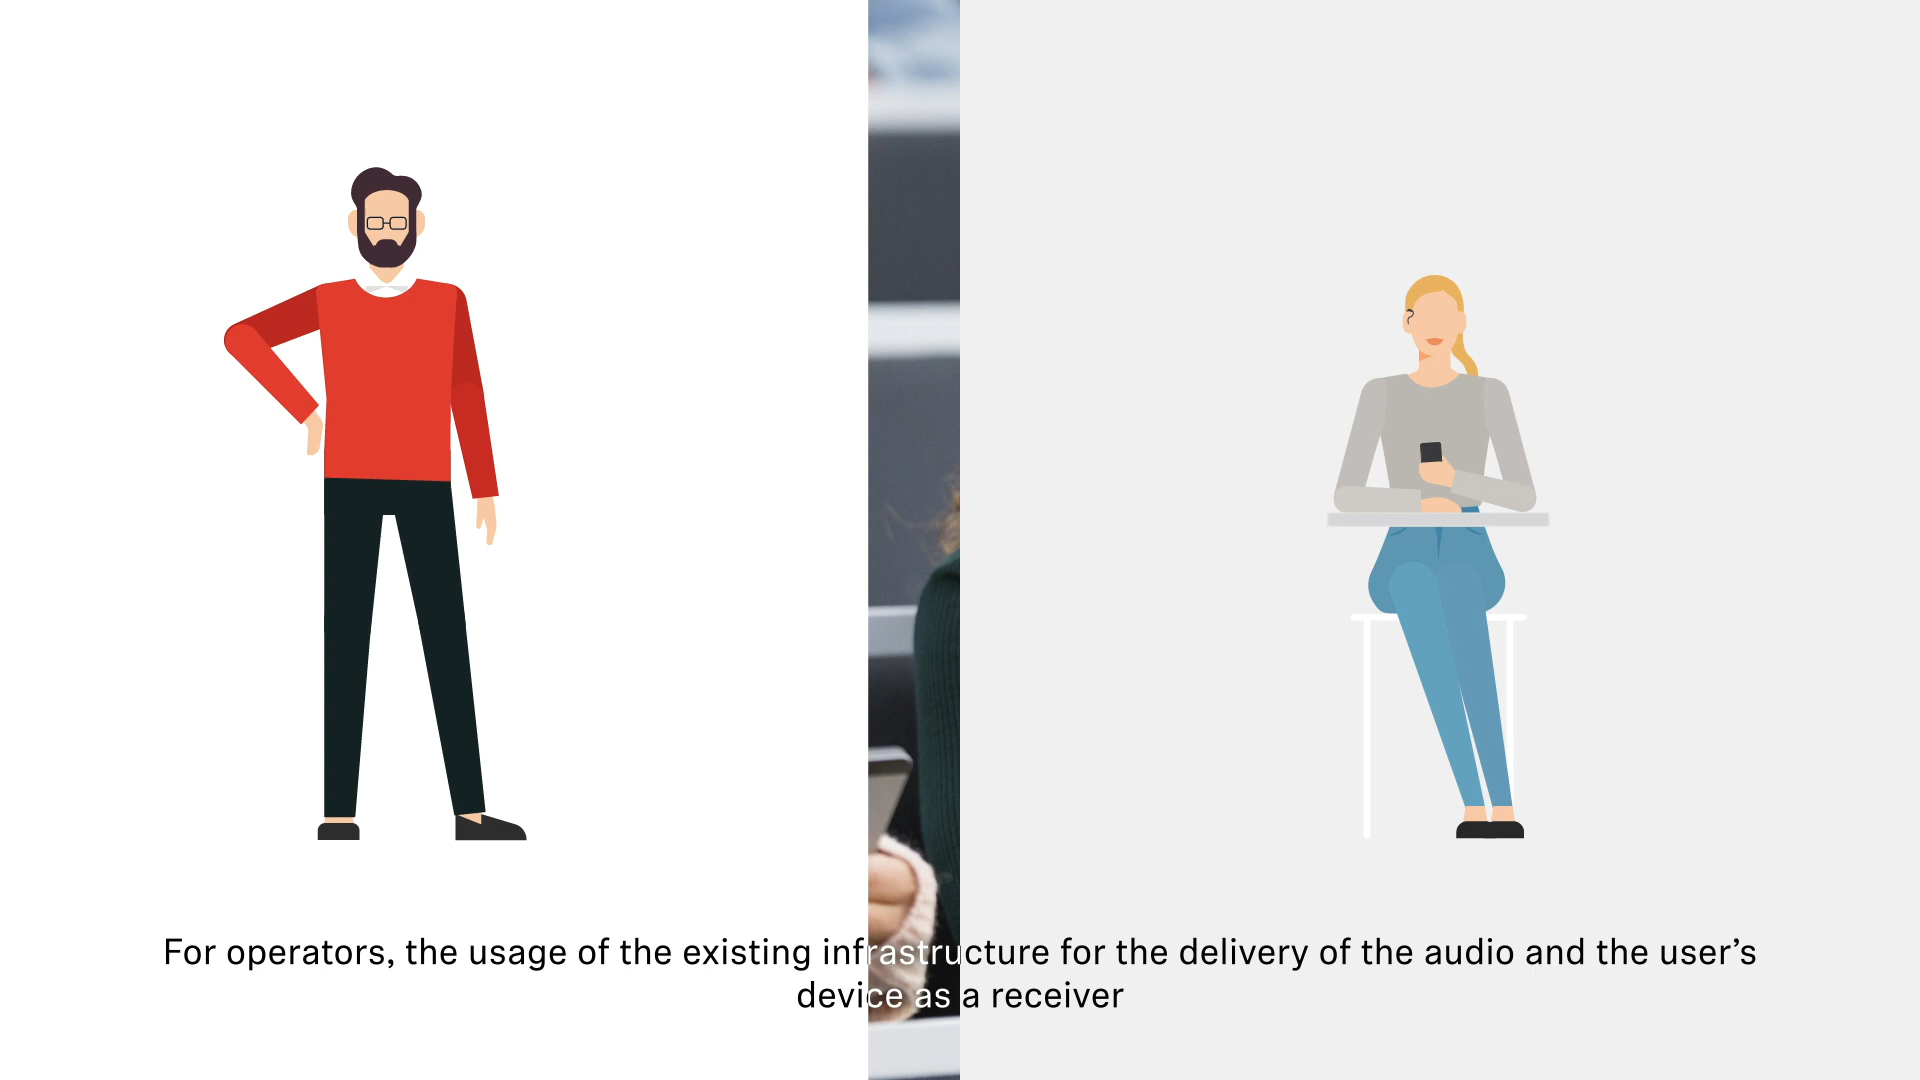 For operators, the usage of the existing infrastructure for the delivery of the audio and the user’s
device as a receiver